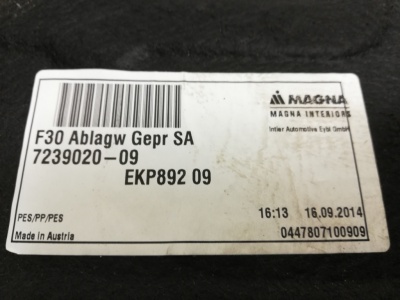 MAGNA
MAGNA INTERIORS
Intier Automotive Eybl GmbH
F30 Ablagw Gepr SA
7239020-09
EKP892 09
PES/PP/PES
16:13 16.09.2014
Made in Austria
0447807100909